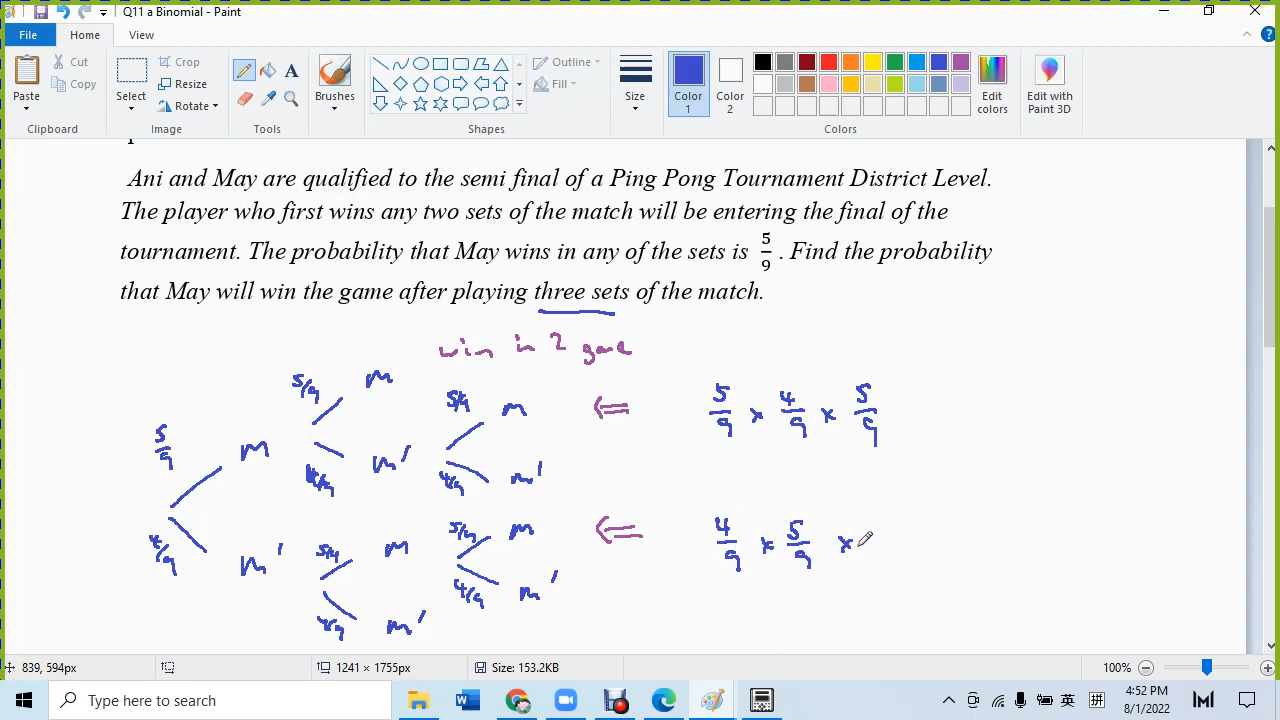 Q11 a Binomial - Paint
File Home View
Paste Cut Copy Clipboard
Select Crop Resize Rotate Image
Tools
Brushes
Outline Fill Shapes
Size
Color 1 Color 2 Edit colors Colors
Edit with Paint 3D
Ani and May are qualified to the semi final of a Ping Pong Tournament District Level.
The player who first wins any two sets of the match will be entering the final of the
tournament. The probability that May wins in any of the sets is 5/9 . Find the probability
that May will win the game after playing three sets of the match.
win in 2 game
5/9 M
5/9 M ⇐ 5/9 × 4/9 × 5/9
5/9 M
4/9 M'
4/9 M'
5/9 M ⇐ 4/9 × 5/9 ×
4/9 M' 5/9 M
4/9 M'
4/9 M'
839, 594px 1241 × 1755px Size: 153.2KB 100%
Type here to search
英 拼 4:52 PM
8/1/2022